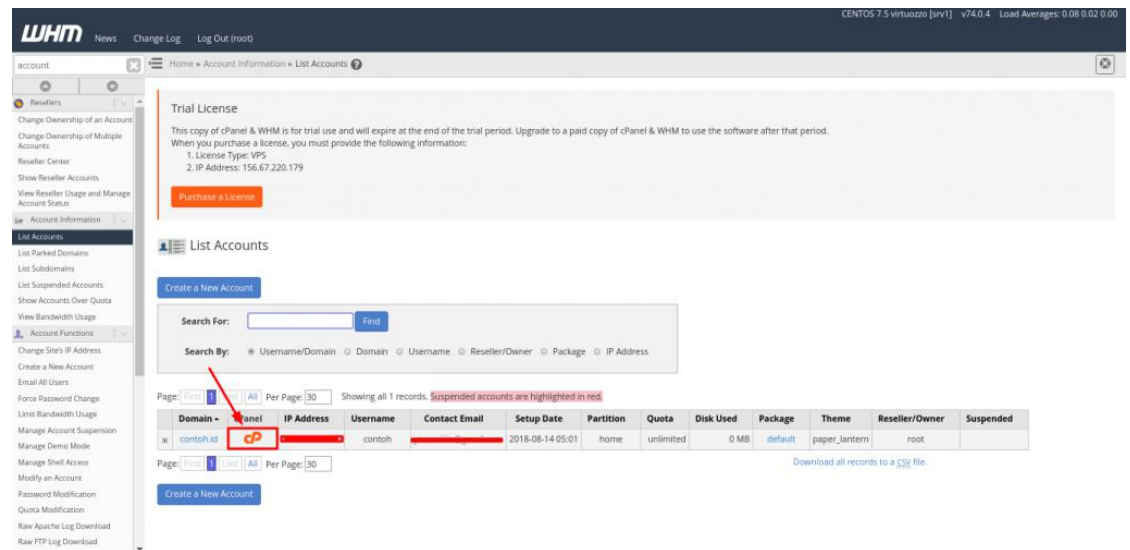 CENTOS 7.5 virtuozzo [srv1] v74.0.4 Load Averages: 0.08 0.02 0.00
WHM News Change Log Log Out (root)
account
Home » Account Information » List Accounts
Resellers
Change Ownership of an Account
Change Ownership of Multiple
Accounts
Reseller Center
Show Reseller Accounts
View Reseller Usage and Manage
Account Status
Account Information
List Accounts
List Parked Domains
List Subdomains
List Suspended Accounts
Show Accounts Over Quota
View Bandwidth Usage
Account Functions
Change Site's IP Address
Create a New Account
Email All Users
Force Password Change
Limit Bandwidth Usage
Manage Account Suspension
Manage Demo Mode
Manage Shell Access
Modify an Account
Password Modification
Quota Modification
Raw Apache Log Download
Raw FTP Log Download
Trial License
This copy of cPanel & WHM is for trial use and will expire at the end of the trial period. Upgrade to a paid copy of cPanel & WHM to use the software after that period.
When you purchase a license, you must provide the following information:
1. License Type: VPS
2. IP Address: 156.67.220.179
Purchase a License
List Accounts
Create a New Account
Search For: Find
Search By: Username/Domain Domain Username Reseller/Owner Package IP Address
Page: First 1 All Per Page: 30 Showing all 1 records. Suspended accounts are highlighted in red.
Domain IP Address Username Contact Email Setup Date Partition Quota Disk Used Package Theme Reseller/Owner Suspended
contoh.id cP contoh 2018-08-14 05:01 home unlimited 0 MB default paper_lantern root
Page: First 1 Last All Per Page: 30
Download all records to a CSV file.
Create a New Account